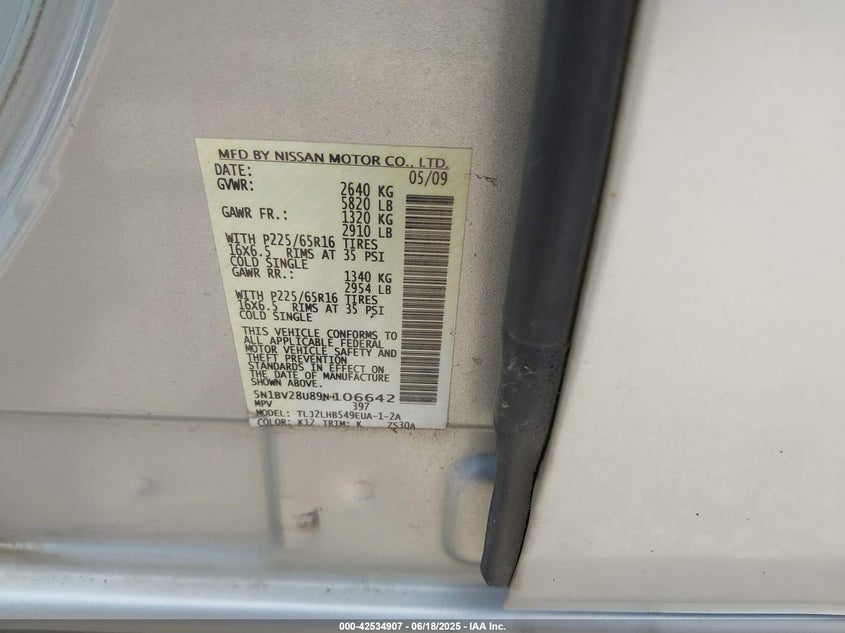 MFD BY NISSAN MOTOR CO., LTD.
DATE: 05/09
GVWR: 2640 KG
5820 LB
GAWR FR.: 1320 KG
2910 LB
WITH P225/65R16 TIRES
16X6.5 RIMS AT 35 PSI
COLD SINGLE
GAWR RR.: 1340 KG
2954 LB
WITH P225/65R16 TIRES
16X6.5 RIMS AT 35 PSI
COLD SINGLE
THIS VEHICLE CONFORMS TO
ALL APPLICABLE FEDERAL
MOTOR VEHICLE SAFETY AND
THEFT PREVENTION
STANDARDS IN EFFECT ON
THE DATE OF MANUFACTURE
SHOWN ABOVE.
5N1BV28U89N-106642
MPV 397
MODEL: TLJ2LHB549EUA-1-2A
COLOR: K12 TRIM: K 2S30A
000-42534907 - 06/18/2025 - IAA Inc.